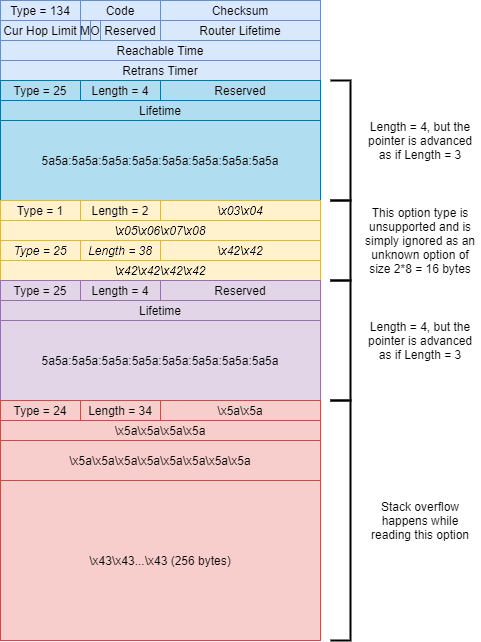 Type = 134 Code Checksum
Cur Hop Limit M O Reserved Router Lifetime
Reachable Time
Retrans Timer
Type = 25 Length = 4 Reserved
Lifetime
5a5a:5a5a:5a5a:5a5a:5a5a:5a5a:5a5a:5a5a
Length = 4, but the
pointer is advanced
as if Length = 3
Type = 1 Length = 2 \x03\x04
\x05\x06\x07\x08
Type = 25 Length = 38 \x42\x42
\x42\x42\x42\x42
This option type is
unsupported and is
simply ignored as an
unknown option of
size 2*8 = 16 bytes
Type = 25 Length = 4 Reserved
Lifetime
5a5a:5a5a:5a5a:5a5a:5a5a:5a5a:5a5a:5a5a
Length = 4, but the
pointer is advanced
as if Length = 3
Type = 24 Length = 34 \x5a\x5a
\x5a\x5a\x5a\x5a
\x5a\x5a\x5a\x5a\x5a\x5a\x5a\x5a
\x43\x43...\x43 (256 bytes)
Stack overflow
happens while
reading this option